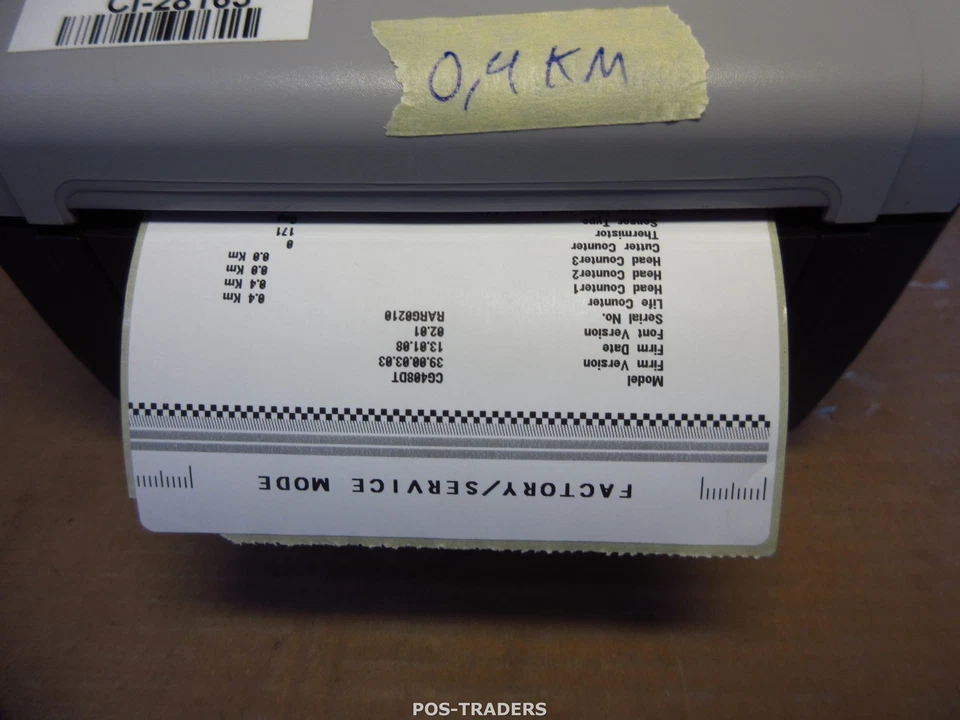 CI-28163
0,4 KM
FACTORY/SERVICE MODE
Model CG408DT
Firm Version 39.00.03.03
Firm Date 13.01.08
Font Version 02.01
Serial No. RARG0210
Life Counter 0.4 Km
Head Counter1 0.4 Km
Head Counter2 0.0 Km
Head Counter3 0.0 Km
Cutter Counter 0
Thermistor 171
Sensor Type Gap
POS-TRADERS